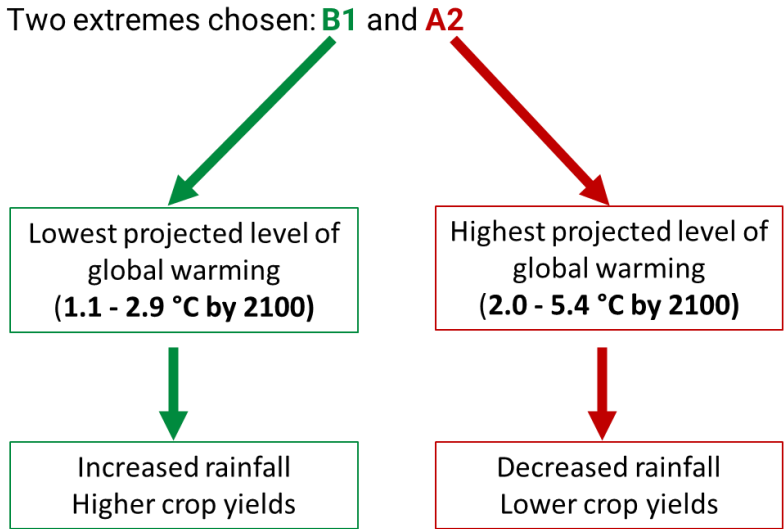 Two extremes chosen: B1 and A2
Lowest projected level of
global warming
(1.1 - 2.9 °C by 2100)
Highest projected level of
global warming
(2.0 - 5.4 °C by 2100)
Increased rainfall
Higher crop yields
Decreased rainfall
Lower crop yields